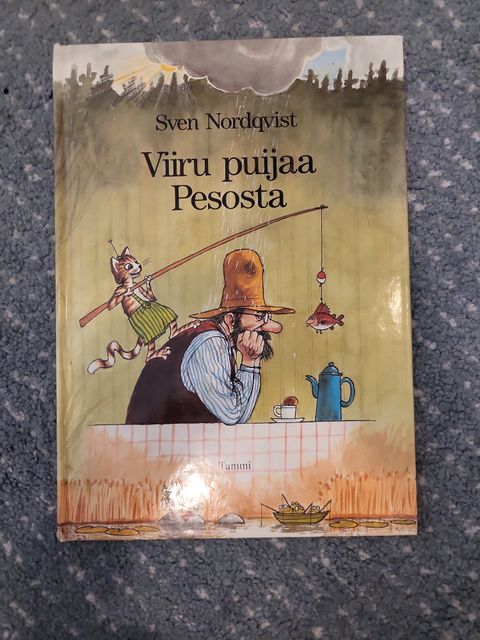 Sven Nordqvist
Viiru puijaa
Pesosta
Tammi